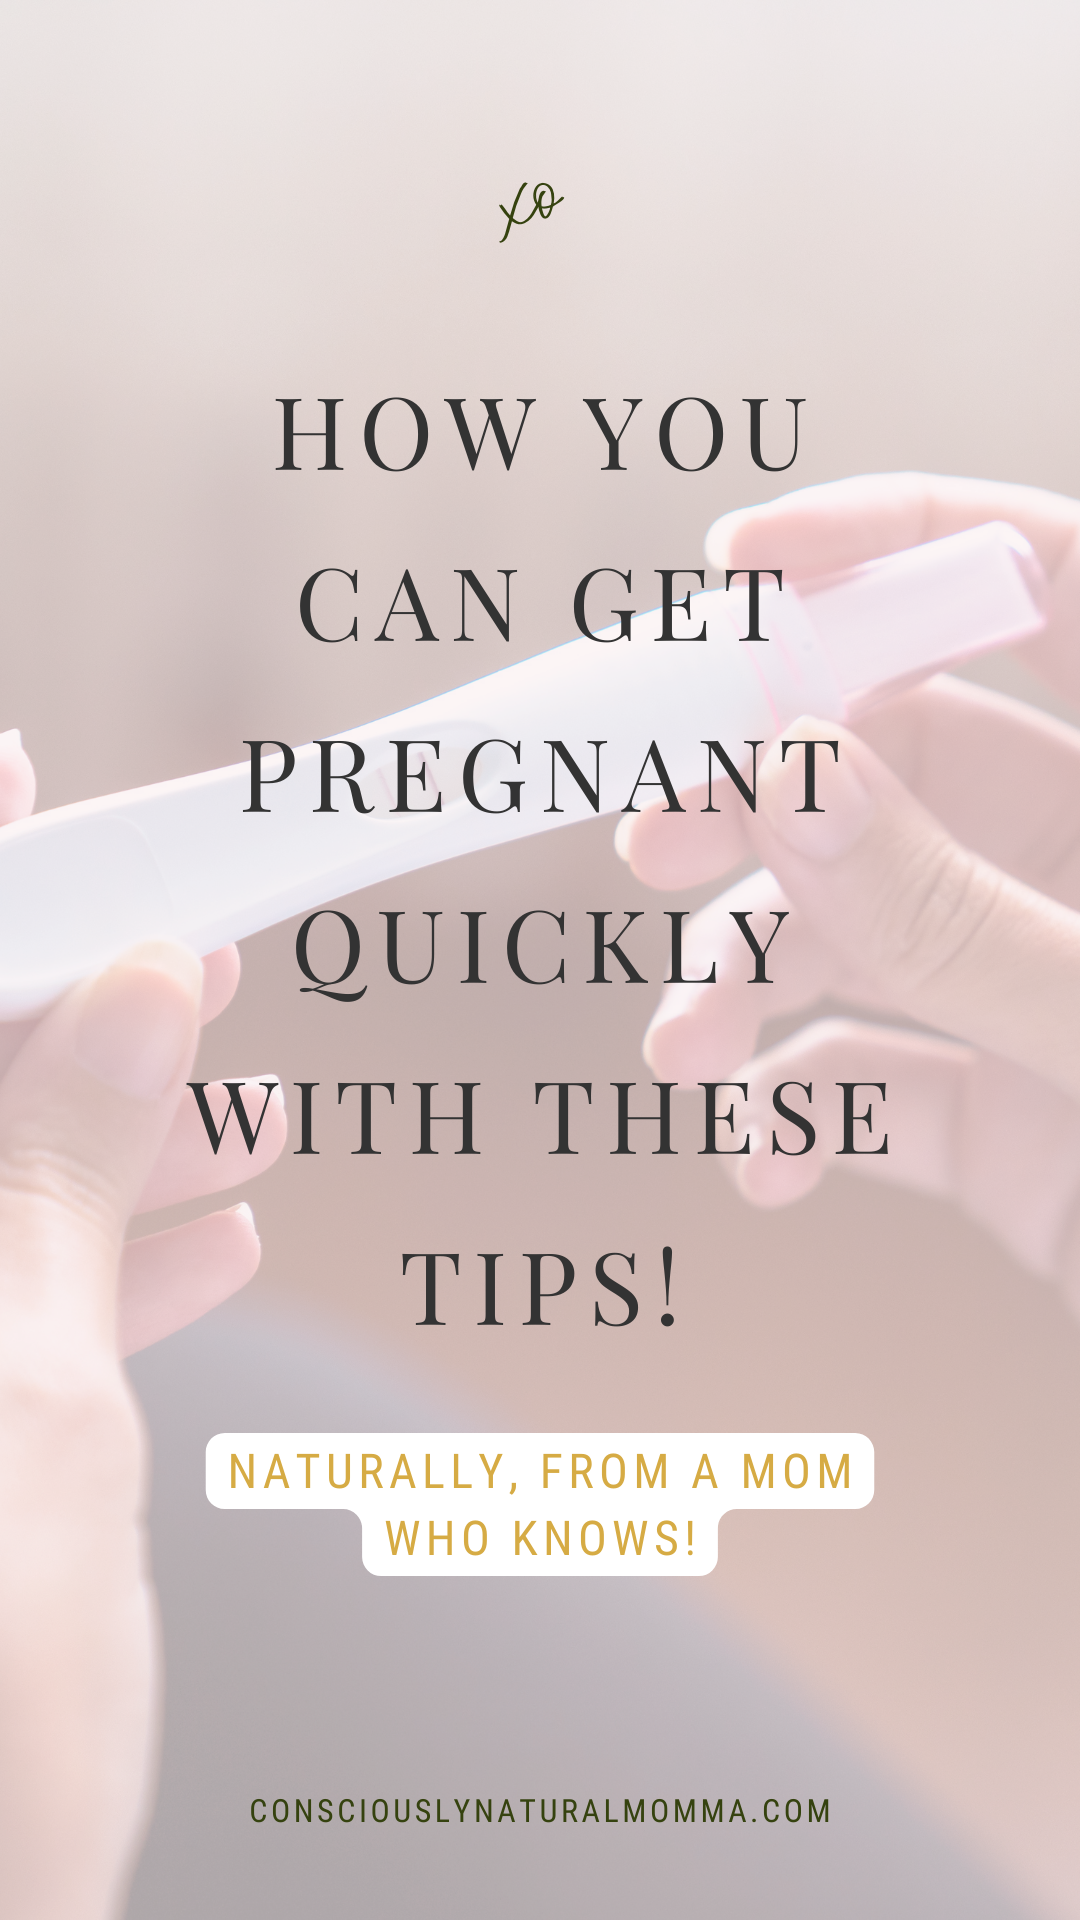 xo
HOW YOU
CAN GET
PREGNANT
QUICKLY
WITH THESE
TIPS!
NATURALLY, FROM A MOM
WHO KNOWS!
CONSCIOUSLYNATURALMOMMA.COM